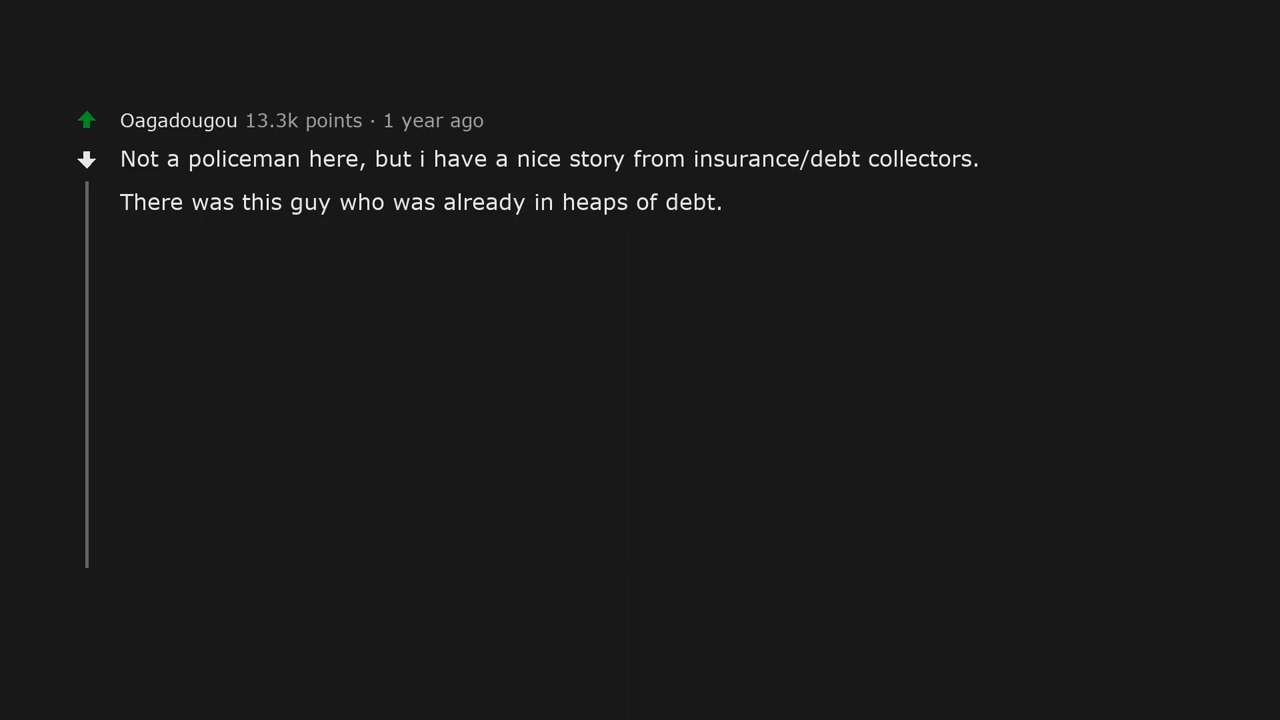 Oagadougou 13.3k points · 1 year ago
Not a policeman here, but i have a nice story from insurance/debt collectors.
There was this guy who was already in heaps of debt.